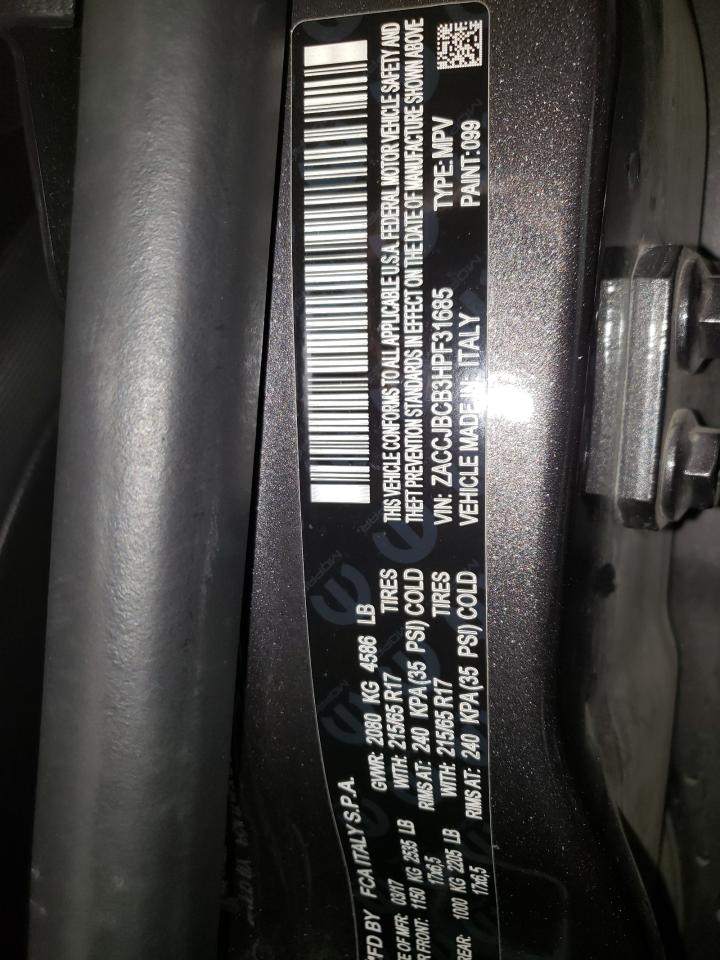 MFD BY FCA ITALY S.P.A.
E OF MFR: 03/17 GVWR: 2080 KG 4586 LB
R FRONT: 1150 KG 2535 LB WITH: 215/65 R17 TIRES
17x6,5 RIMS AT: 240 KPA(35 PSI) COLD
REAR: 1000 KG 2205 LB WITH: 215/65 R17 TIRES
17x6,5 RIMS AT: 240 KPA(35 PSI) COLD
THIS VEHICLE CONFORMS TO ALL APPLICABLE U.S.A. FEDERAL MOTOR VEHICLE SAFETY AND
THEFT PREVENTION STANDARDS IN EFFECT ON THE DATE OF MANUFACTURE SHOWN ABOVE
VIN: ZACCJBCB3HPF31685 TYPE: MPV
VEHICLE MADE IN: ITALY PAINT: 099